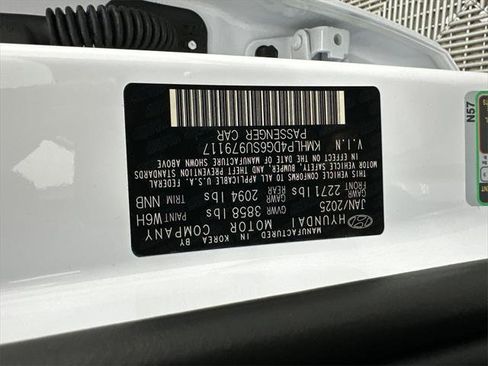 MANUFACTURED IN KOREA BY
HYUNDAI MOTOR COMPANY
JAN/2025 GVWR 3858 lbs PAINT W6H
GAWR FRONT 2271 lbs GAWR REAR 2094 lbs TRIM NNB
THIS VEHICLE CONFORMS TO ALL APPLICABLE U.S.A. FEDERAL
MOTOR VEHICLE SAFETY, BUMPER, AND THEFT PREVENTION STANDARDS
IN EFFECT ON THE DATE OF MANUFACTURE SHOWN ABOVE.
V.I.N. KMHLP4DG6SU979117
PASSENGER CAR
N57